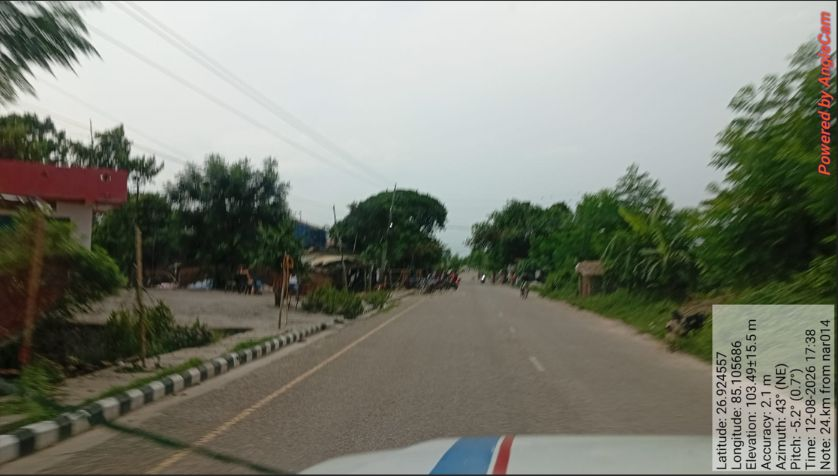 Powered by AngleCam
Latitude: 26.924557
Longitude: 85.105686
Elevation: 103.49±15.5 m
Accuracy: 2.1 m
Azimuth: 43° (NE)
Pitch: -5.2° (0.7°)
Time: 12-08-2026 17:38
Note: 24.km from nar014